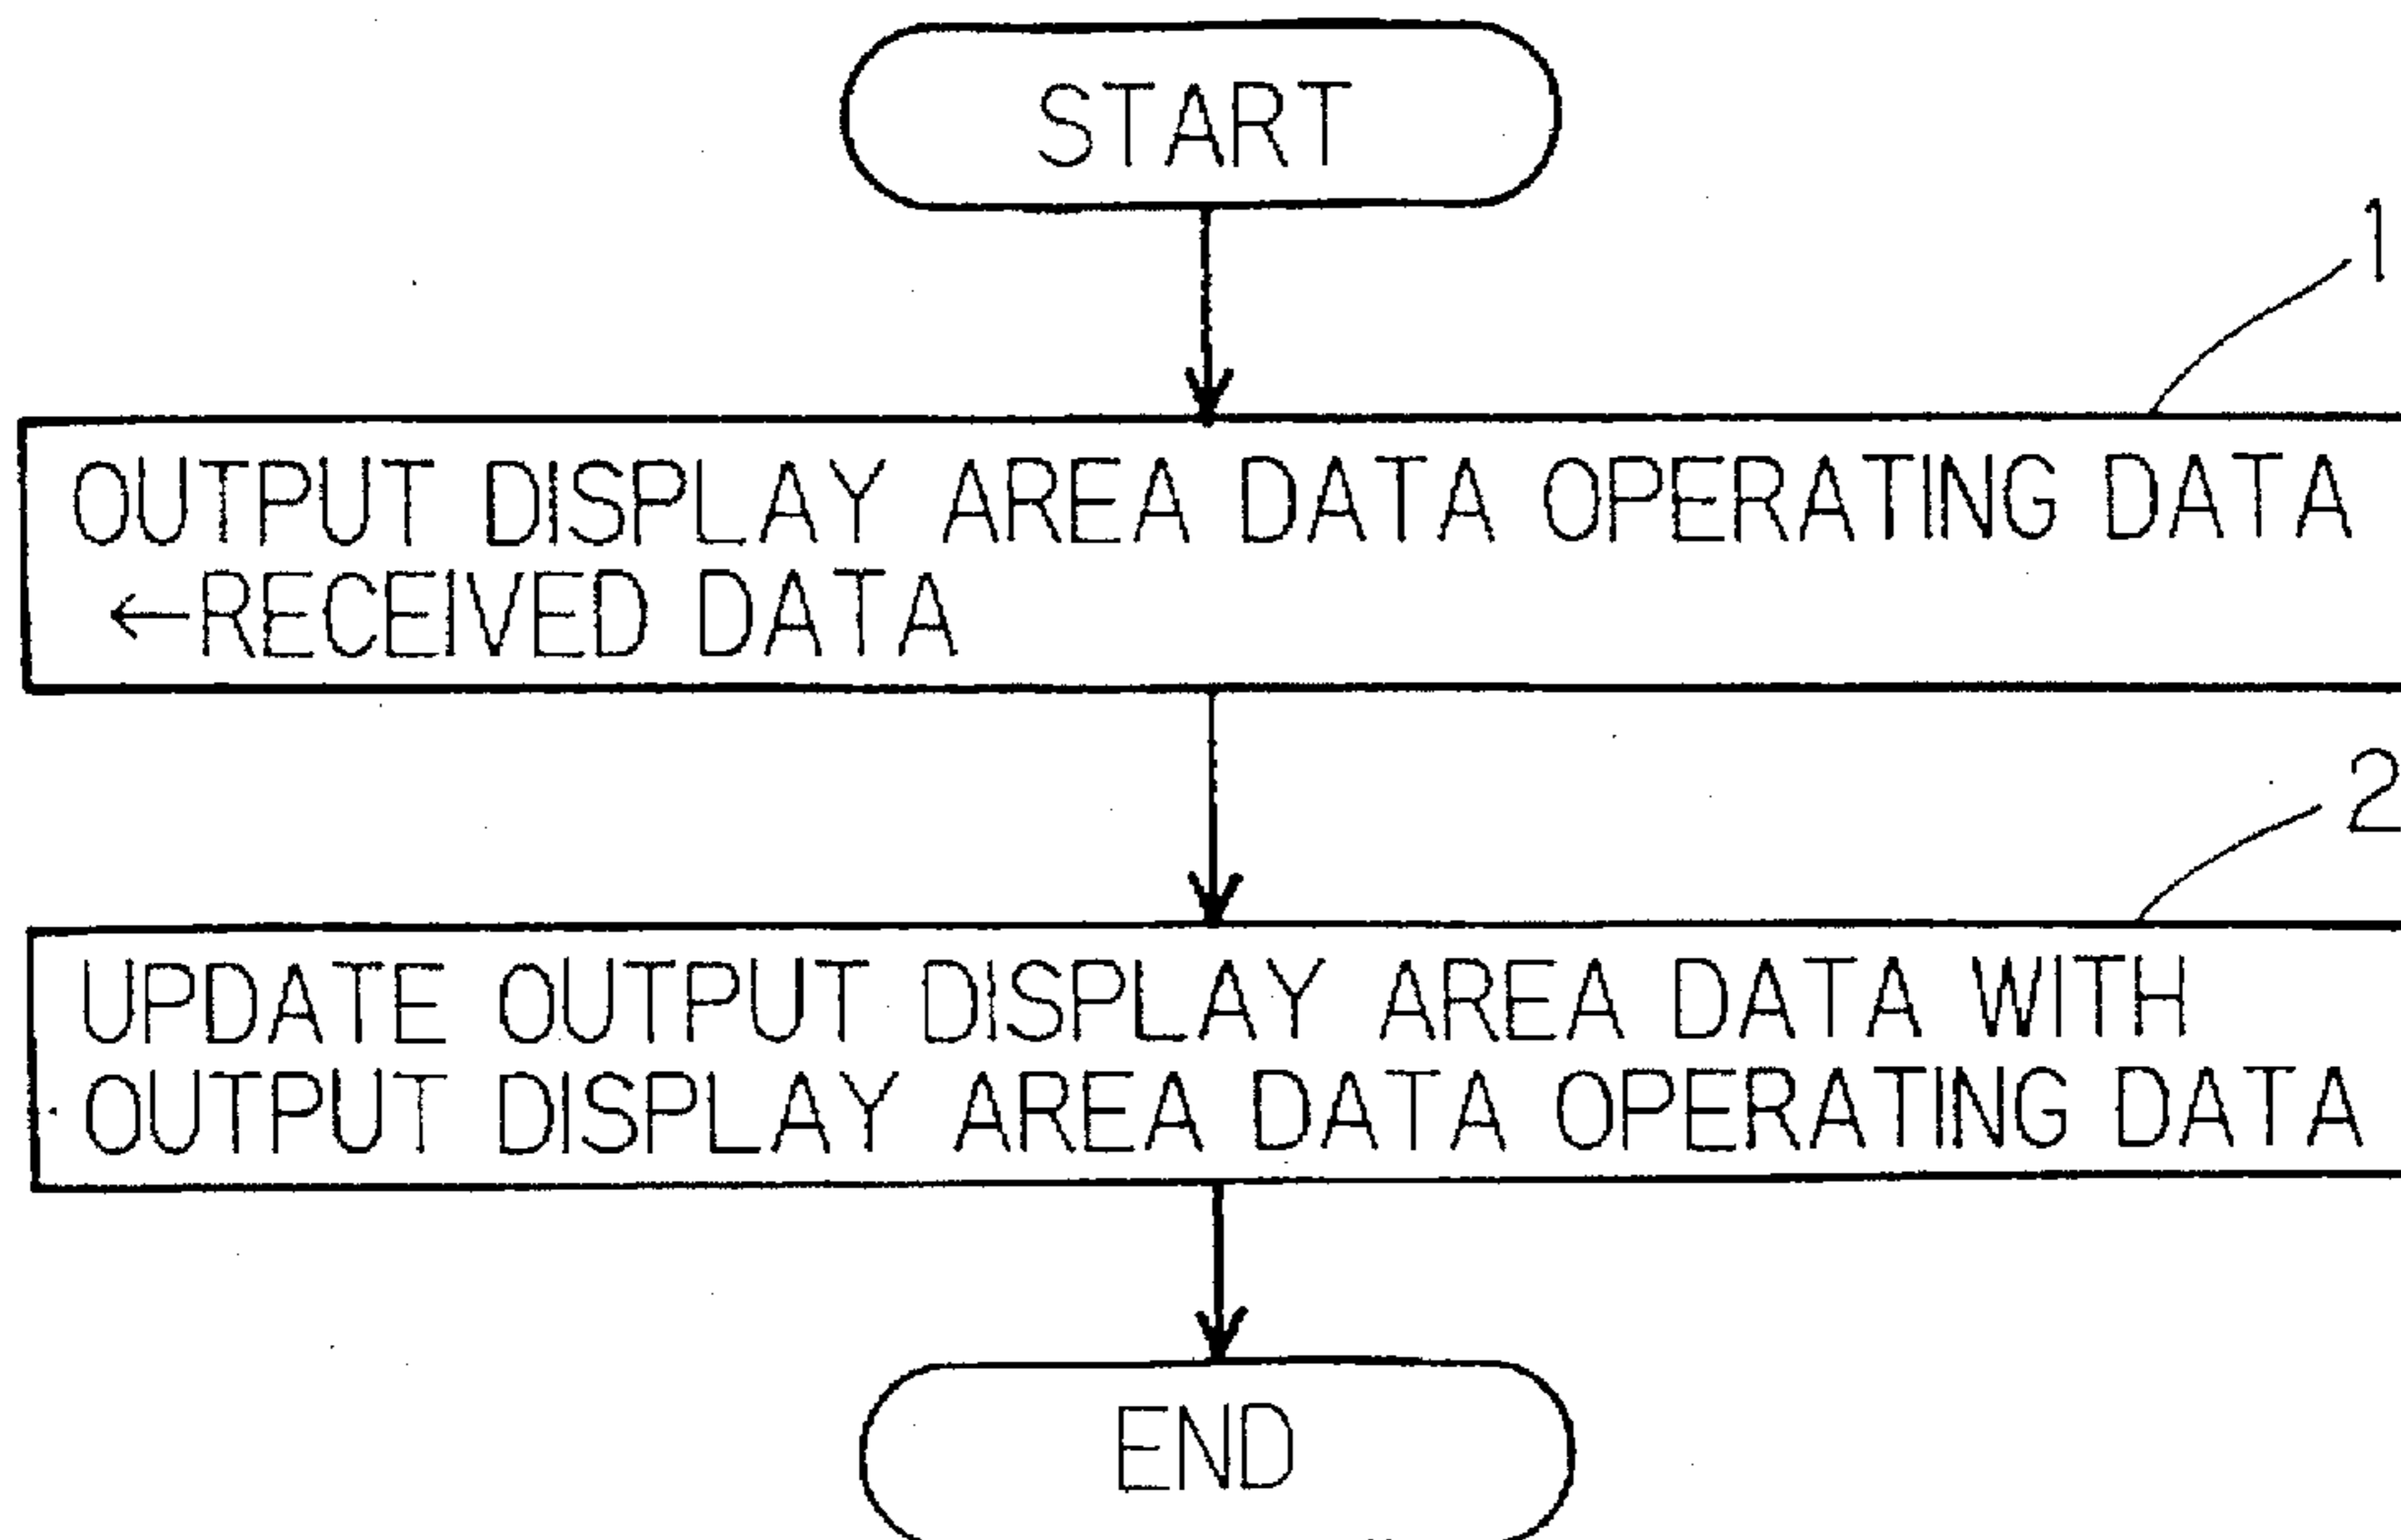 START
1
OUTPUT DISPLAY AREA DATA OPERATING DATA
←RECEIVED DATA
2
UPDATE OUTPUT DISPLAY AREA DATA WITH
OUTPUT DISPLAY AREA DATA OPERATING DATA
END